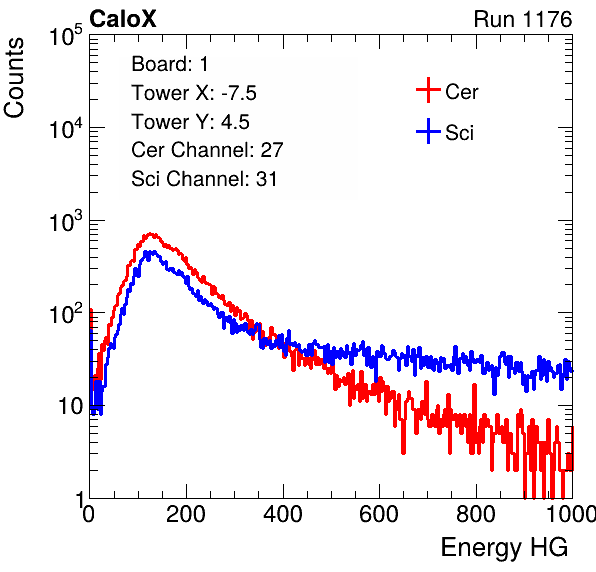 CaloX Run 1176
Counts
10^5
10^4
10^3
10^2
10
1
Board: 1
Tower X: -7.5
Tower Y: 4.5
Cer Channel: 27
Sci Channel: 31
Cer
Sci
0 200 400 600 800 1000
Energy HG